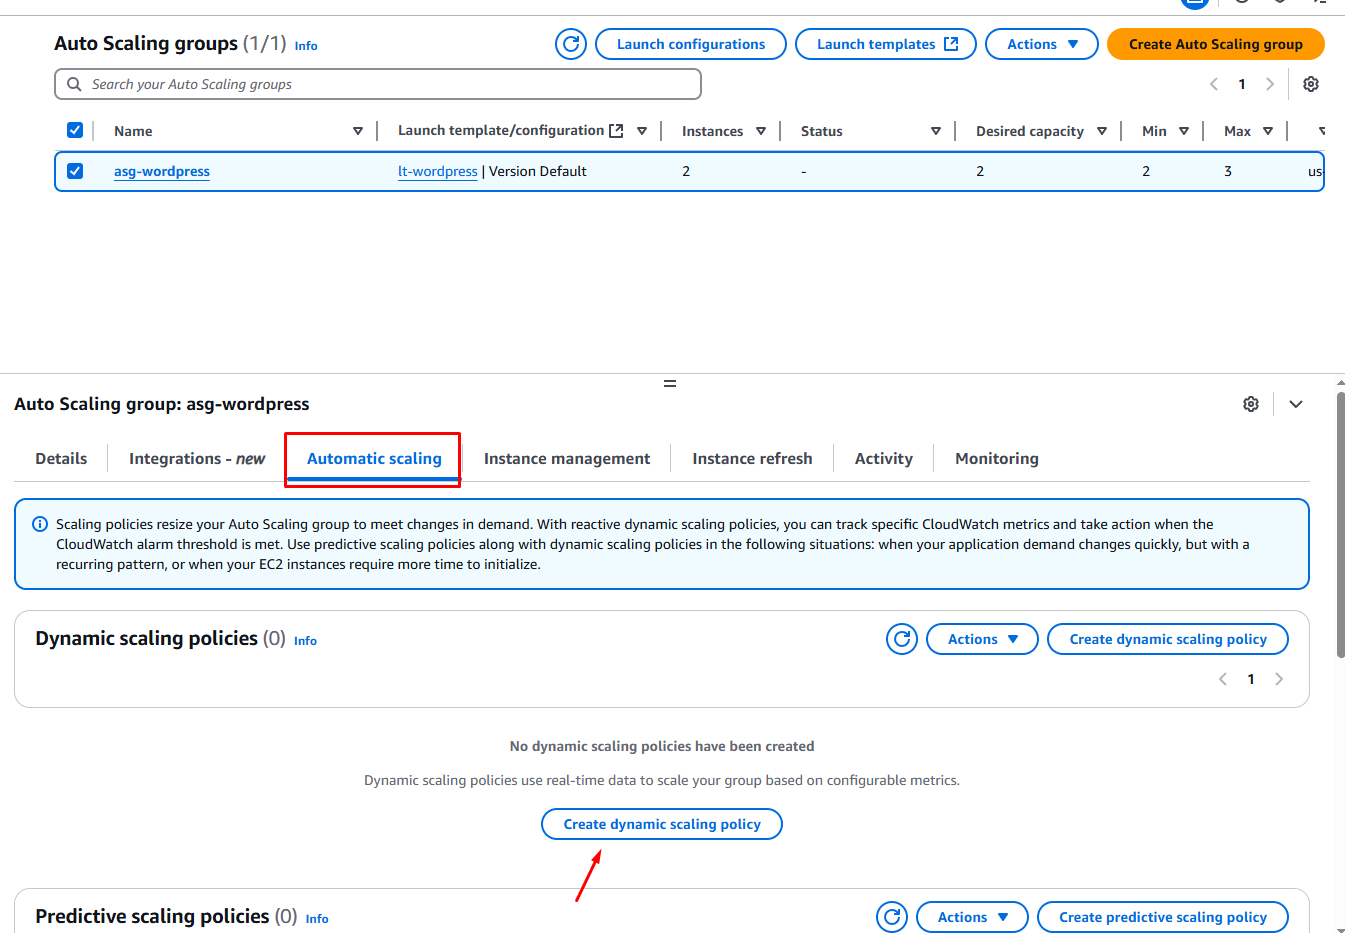 Auto Scaling groups (1/1) Info
Launch configurations
Launch templates
Actions
Create Auto Scaling group
Search your Auto Scaling groups
1
Name Launch template/configuration Instances Status Desired capacity Min Max
asg-wordpress lt-wordpress | Version Default 2 - 2 2 3 us-
Auto Scaling group: asg-wordpress
Details Integrations - new Automatic scaling Instance management Instance refresh Activity Monitoring
Scaling policies resize your Auto Scaling group to meet changes in demand. With reactive dynamic scaling policies, you can track specific CloudWatch metrics and take action when the
CloudWatch alarm threshold is met. Use predictive scaling policies along with dynamic scaling policies in the following situations: when your application demand changes quickly, but with a
recurring pattern, or when your EC2 instances require more time to initialize.
Dynamic scaling policies (0) Info
Actions
Create dynamic scaling policy
1
No dynamic scaling policies have been created
Dynamic scaling policies use real-time data to scale your group based on configurable metrics.
Create dynamic scaling policy
Predictive scaling policies (0) Info
Actions
Create predictive scaling policy